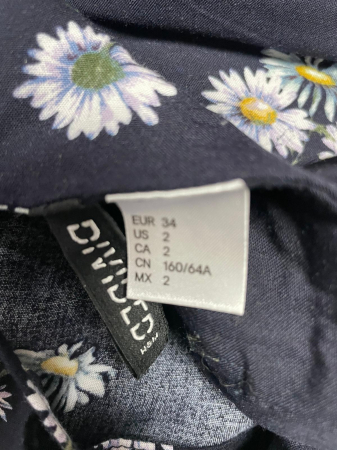 EUR 34
US 2
CA 2
CN 160/64A
MX 2
DIVIDED
H&M